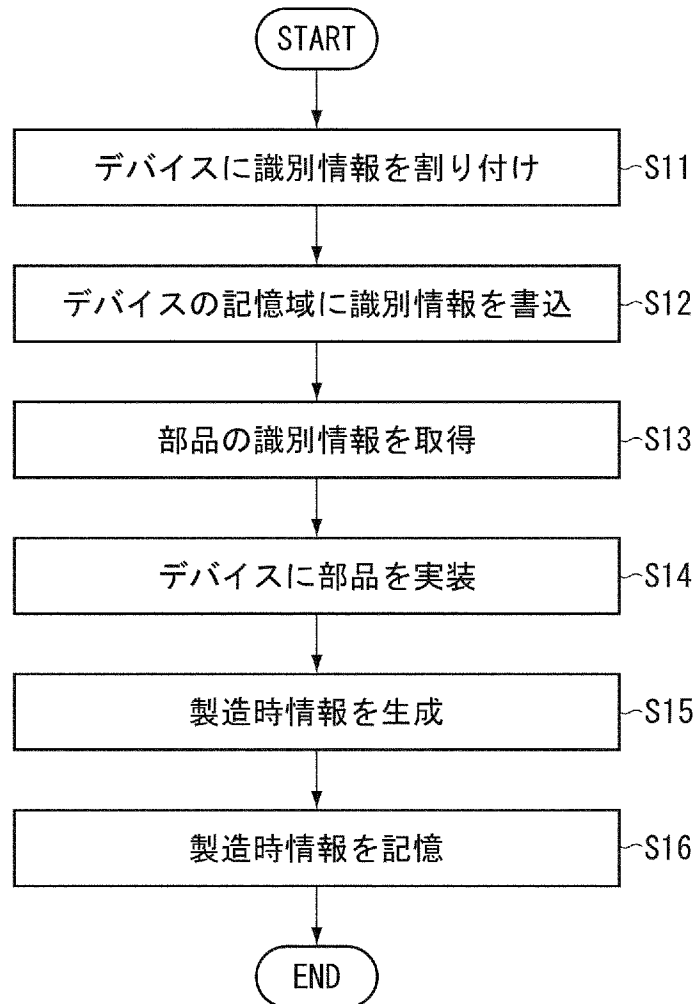 START
デバイスに識別情報を割り付け S11
デバイスの記憶域に識別情報を書込 S12
部品の識別情報を取得 S13
デバイスに部品を実装 S14
製造時情報を生成 S15
製造時情報を記憶 S16
END